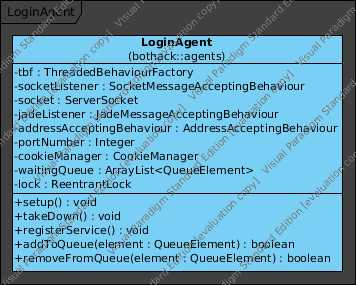 LoginAgent
LoginAgent
(bothack::agents)
-tbf : ThreadedBehaviourFactory
-socketListener : SocketMessageAcceptingBehaviour
-socket : ServerSocket
-jadeListener : JadeMessageAcceptingBehaviour
-addressAcceptingBehaviour : AddressAcceptingBehaviour
-portNumber : Integer
-cookieManager : CookieManager
-waitingQueue : ArrayList<QueueElement>
-lock : ReentrantLock
+setup() : void
+takeDown() : void
+registerService() : void
+addToQueue(element : QueueElement) : boolean
+removeFromQueue(element : QueueElement) : boolean
Visual Paradigm Standard Edition [evaluation copy]